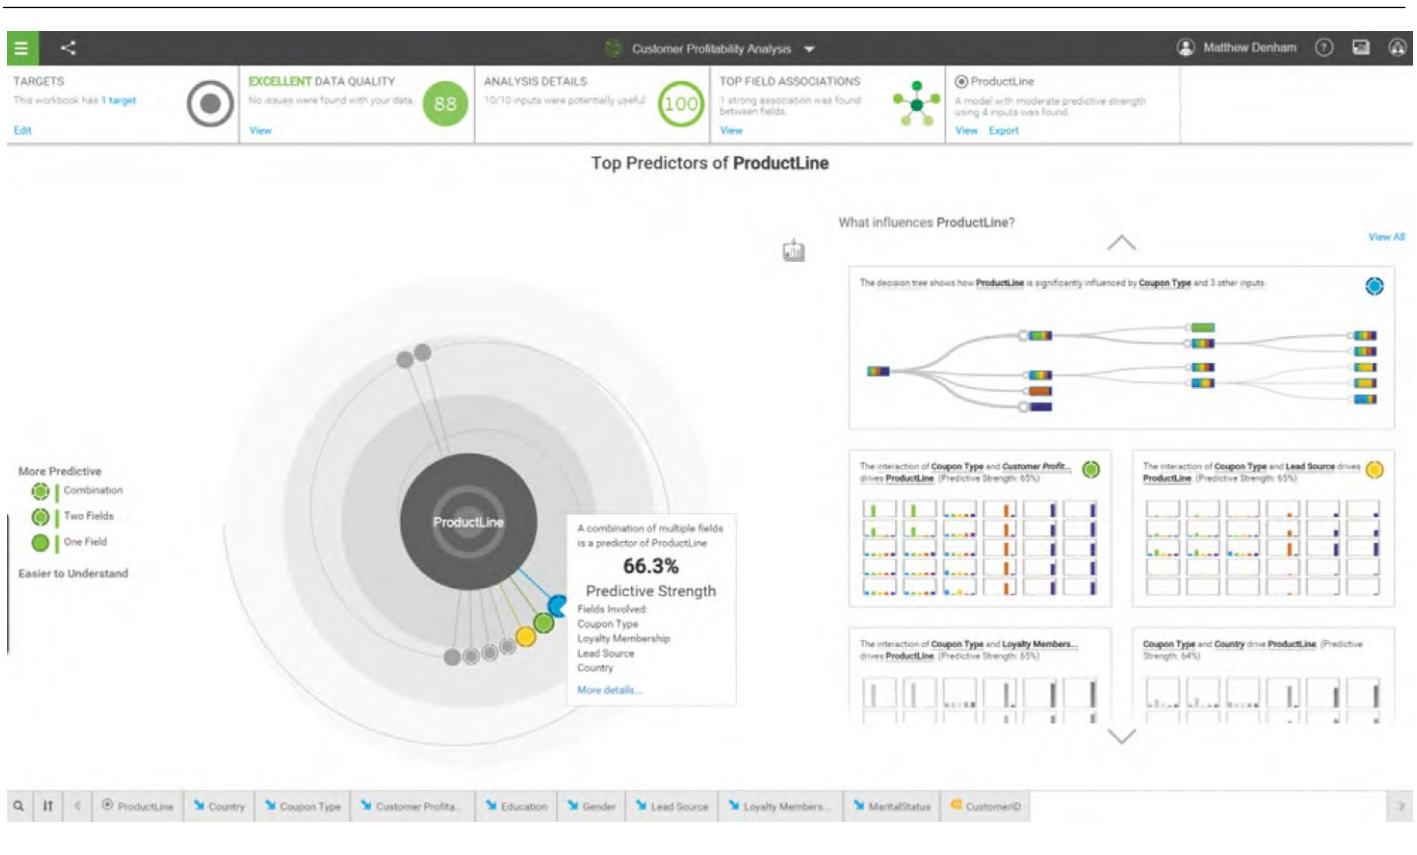 Customer Profitability Analysis
Matthew Denham
?
TARGETS
This workbook has 1 target
Edit
EXCELLENT DATA QUALITY
No issues were found with your data.
88
View
ANALYSIS DETAILS
10/10 inputs were potentially useful.
100
TOP FIELD ASSOCIATIONS
1 strong association was found
between fields.
View
ProductLine
A model with moderate predictive strength
using 4 inputs was found.
View Export
Top Predictors of ProductLine
More Predictive
Combination
Two Fields
One Field
Easier to Understand
ProductLine
A combination of multiple fields
is a predictor of ProductLine
66.3%
Predictive Strength
Fields Involved:
Coupon Type
Loyalty Membership
Lead Source
Country
More details...
What influences ProductLine?
View All
The decision tree shows how ProductLine is significantly influenced by Coupon Type and 3 other inputs.
The interaction of Coupon Type and Customer Profit...
drives ProductLine. (Predictive Strength: 65%)
The interaction of Coupon Type and Lead Source drives
ProductLine. (Predictive Strength: 65%)
The interaction of Coupon Type and Loyalty Members...
drives ProductLine. (Predictive Strength: 65%)
Coupon Type and Country drive ProductLine. (Predictive
Strength: 64%)
ProductLine Country Coupon Type Customer Profita... Education Gender Lead Source Loyalty Members... MaritalStatus CustomerID